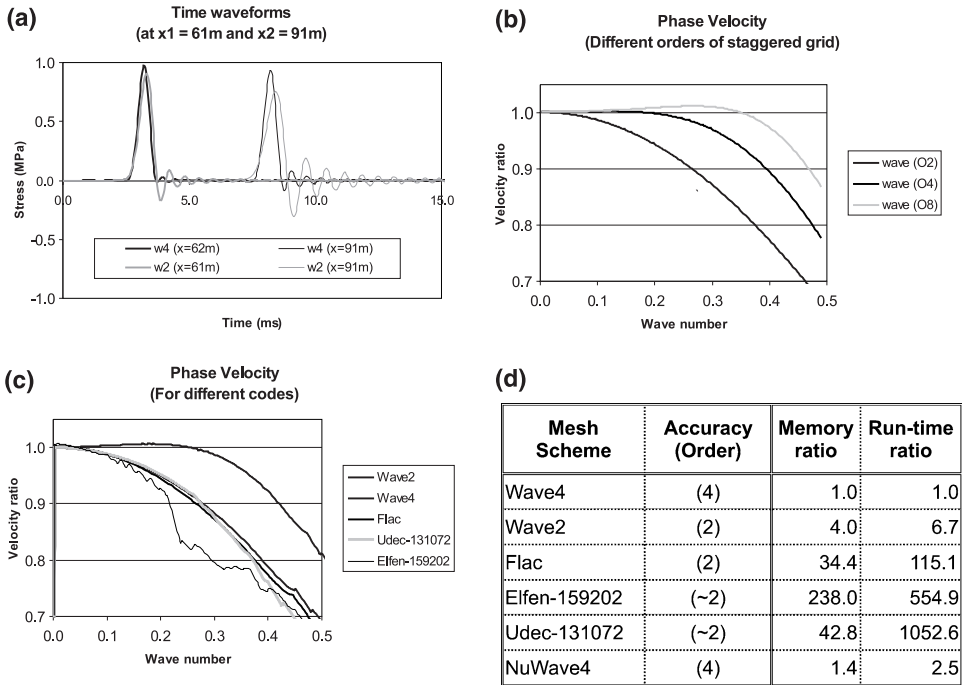 (a)
Time waveforms
(at x1 = 61m and x2 = 91m)
1.0
0.5
0.0
-0.5
-1.0
Stress (MPa)
0.0
5.0
10.0
15.0
w4 (x=62m)
w4 (x=91m)
w2 (x=61m)
w2 (x=91m)
Time (ms)
(b)
Phase Velocity
(Different orders of staggered grid)
1.0
0.9
0.8
0.7
Velocity ratio
0.0 0.1 0.2 0.3 0.4 0.5
Wave number
wave (O2)
wave (O4)
wave (O8)
(c)
Phase Velocity
(For different codes)
1.0
0.9
0.8
0.7
Velocity ratio
0.0 0.1 0.2 0.3 0.4 0.5
Wave number
Wave2
Wave4
Flac
Udec-131072
Elfen-159202
(d)
Mesh Accuracy Memory Run-time
Scheme (Order) ratio ratio
Wave4 (4) 1.0 1.0
Wave2 (2) 4.0 6.7
Flac (2) 34.4 115.1
Elfen-159202 (~2) 238.0 554.9
Udec-131072 (~2) 42.8 1052.6
NuWave4 (4) 1.4 2.5